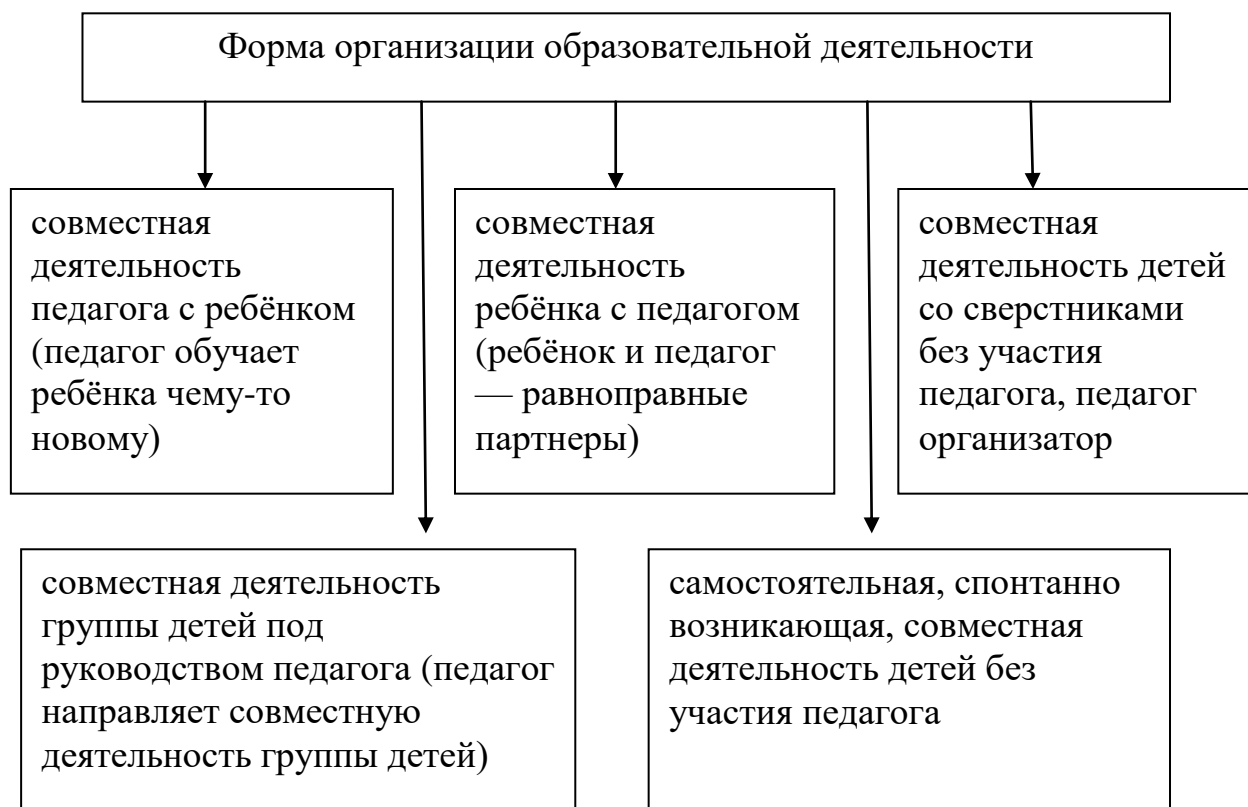 Форма организации образовательной деятельности
совместная
деятельность
педагога с ребёнком
(педагог обучает
ребёнка чему-то
новому)
совместная
деятельность
ребёнка с педагогом
(ребёнок и педагог
— равноправные
партнеры)
совместная
деятельность детей
со сверстниками
без участия
педагога, педагог
организатор
совместная деятельность
группы детей под
руководством педагога (педагог
направляет совместную
деятельность группы детей)
самостоятельная, спонтанно
возникающая, совместная
деятельность детей без
участия педагога